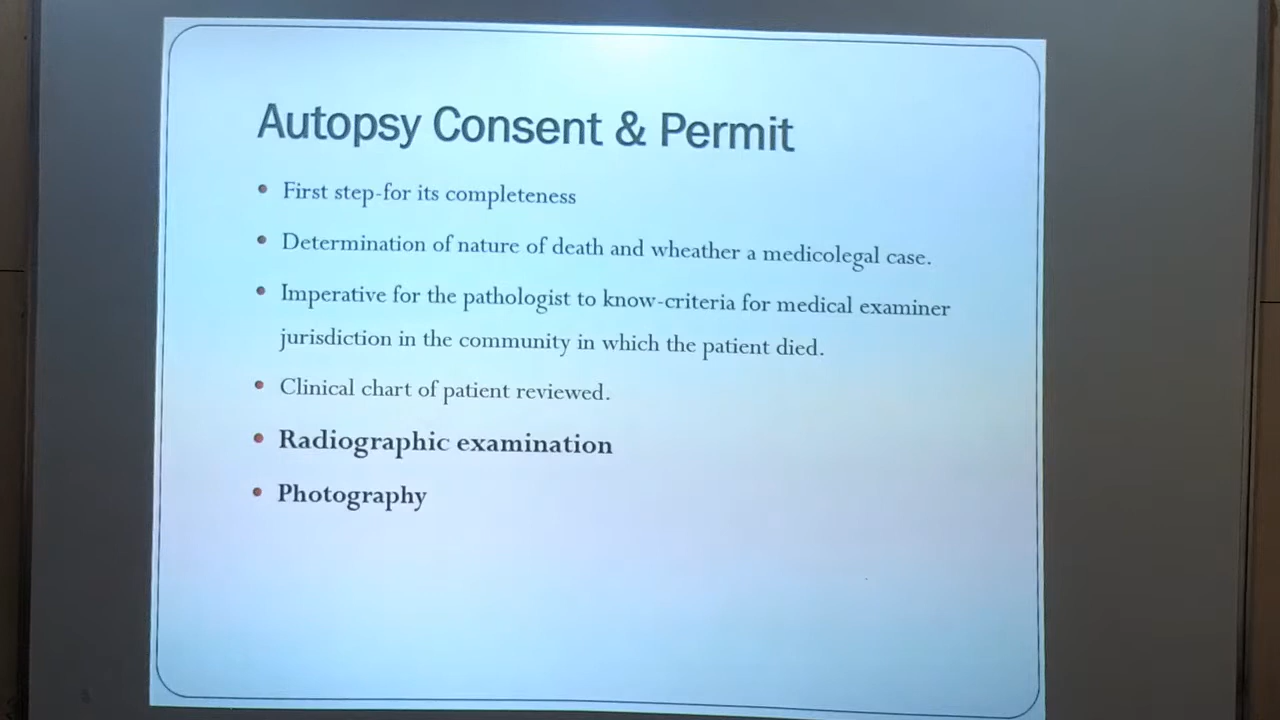 Autopsy Consent & Permit
• First step-for its completeness
• Determination of nature of death and wheather a medicolegal case.
• Imperative for the pathologist to know-criteria for medical examiner
jurisdiction in the community in which the patient died.
• Clinical chart of patient reviewed.
• Radiographic examination
• Photography